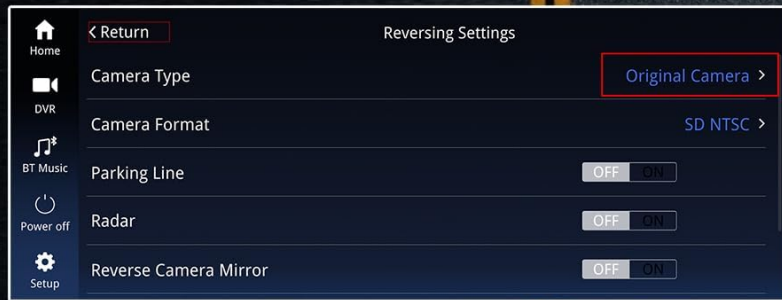 Home
< Return
Reversing Settings
Camera Type
Original Camera >
DVR
Camera Format
SD NTSC >
BT Music
Parking Line
OFF ON
Power off
Radar
OFF ON
Setup
Reverse Camera Mirror
OFF ON